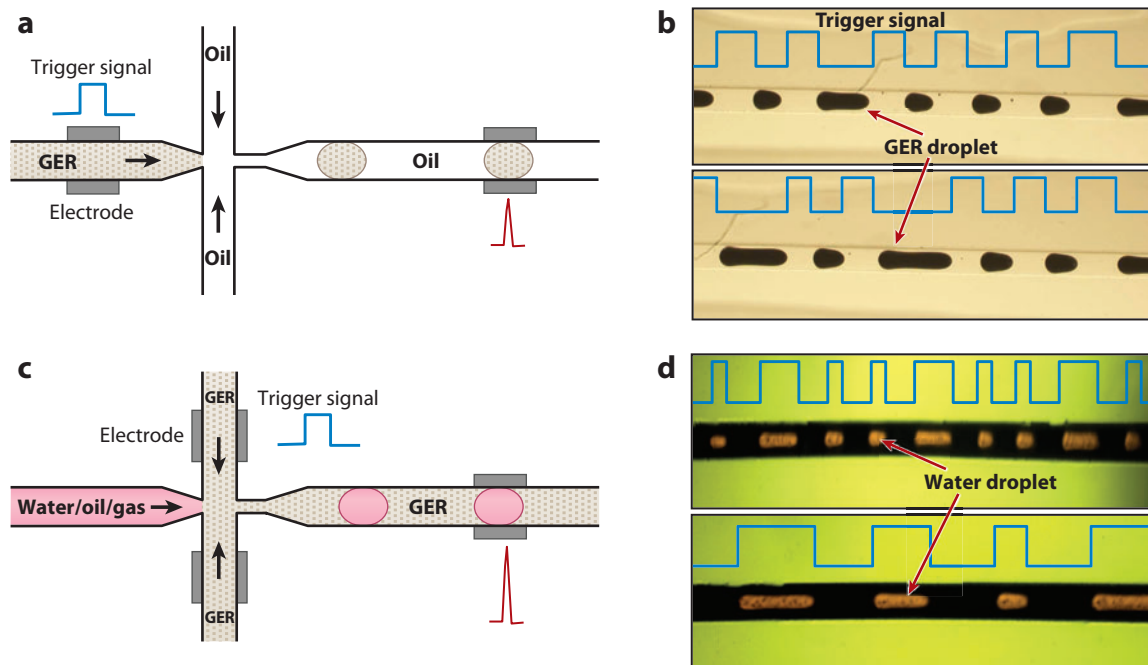 a
Oil
Trigger signal
GER
Oil
Electrode
Oil
b
Trigger signal
GER droplet
c
GER
Trigger signal
Electrode
Water/oil/gas
GER
GER
d
Water droplet